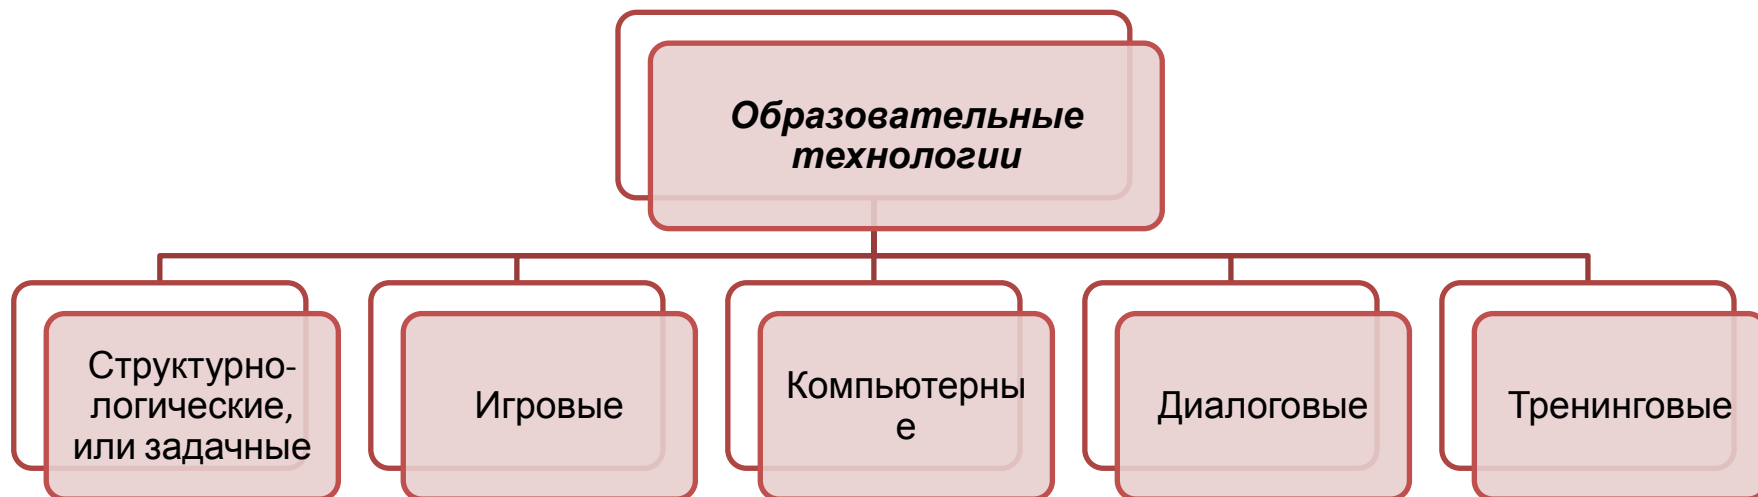 Образовательные
технологии
Структурно-
логические,
или задачные
Игровые
Компьютерны
е
Диалоговые
Тренинговые